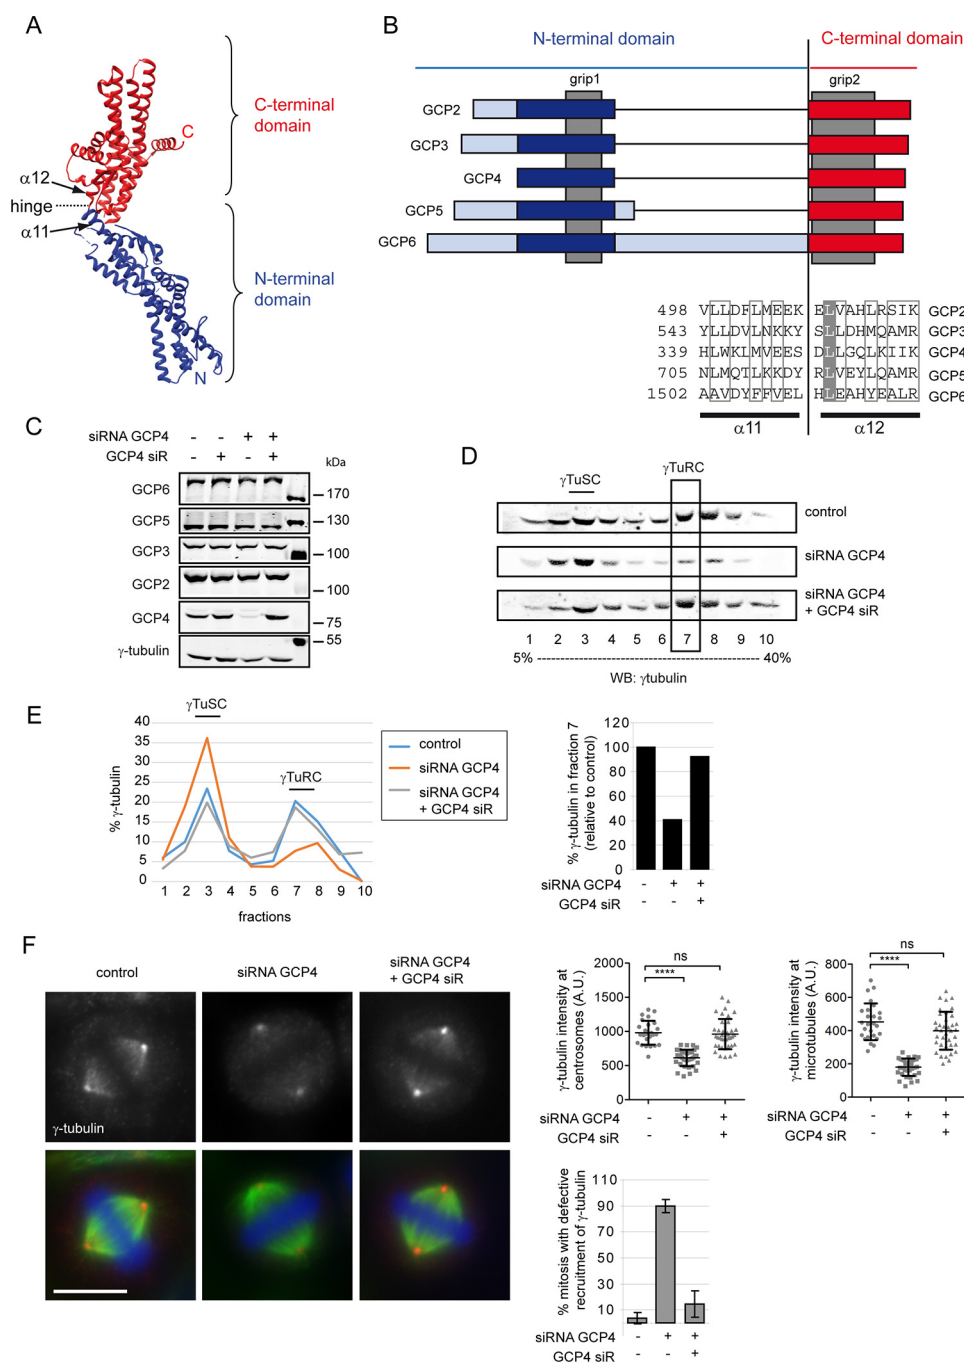 A
C-terminal
domain
C
α12
hinge
α11
N-terminal
domain
N
B
N-terminal domain
C-terminal domain
grip1
grip2
GCP2
GCP3
GCP4
GCP5
GCP6
498 VLLDFLMEEK ELVAHLRSIK GCP2
543 YLLDVLNKKY SLLDHMQAMR GCP3
339 HLWKLMVEES DLLGQLKIIK GCP4
705 NLMQTLKKDY RLVEYLQAMR GCP5
1502 AAVDYFFVEL HLEAHYEALR GCP6
α11
α12
C
siRNA GCP4 - - + +
GCP4 siR - + - +
kDa
GCP6
170
GCP5
130
GCP3
100
GCP2
100
GCP4
75
γ-tubulin
55
D
γTuSC
γTuRC
control
siRNA GCP4
siRNA GCP4
+ GCP4 siR
1 2 3 4 5 6 7 8 9 10
5% ---------------------------------------- 40%
WB: γtubulin
E
γTuSC
γTuRC
% γ-tubulin
40
35
30
25
20
15
10
5
0
1 2 3 4 5 6 7 8 9 10
fractions
control
siRNA GCP4
siRNA GCP4
+ GCP4 siR
% γ-tubulin in fraction 7
(relative to control)
120
100
80
60
40
20
0
siRNA GCP4 - + +
GCP4 siR - - +
F
control
siRNA GCP4
siRNA GCP4
+ GCP4 siR
γ-tubulin
γ-tubulin intensity at
centrosomes (A.U.)
2000
1500
1000
500
0
ns
****
siRNA GCP4 - + +
GCP4 siR - - +
γ-tubulin intensity at
microtubules (A.U.)
800
600
400
200
0
ns
****
siRNA GCP4 - + +
GCP4 siR - - +
% mitosis with defective
recruitment of γ-tubulin
110
90
70
50
30
10
siRNA GCP4 - + +
GCP4 siR - - +